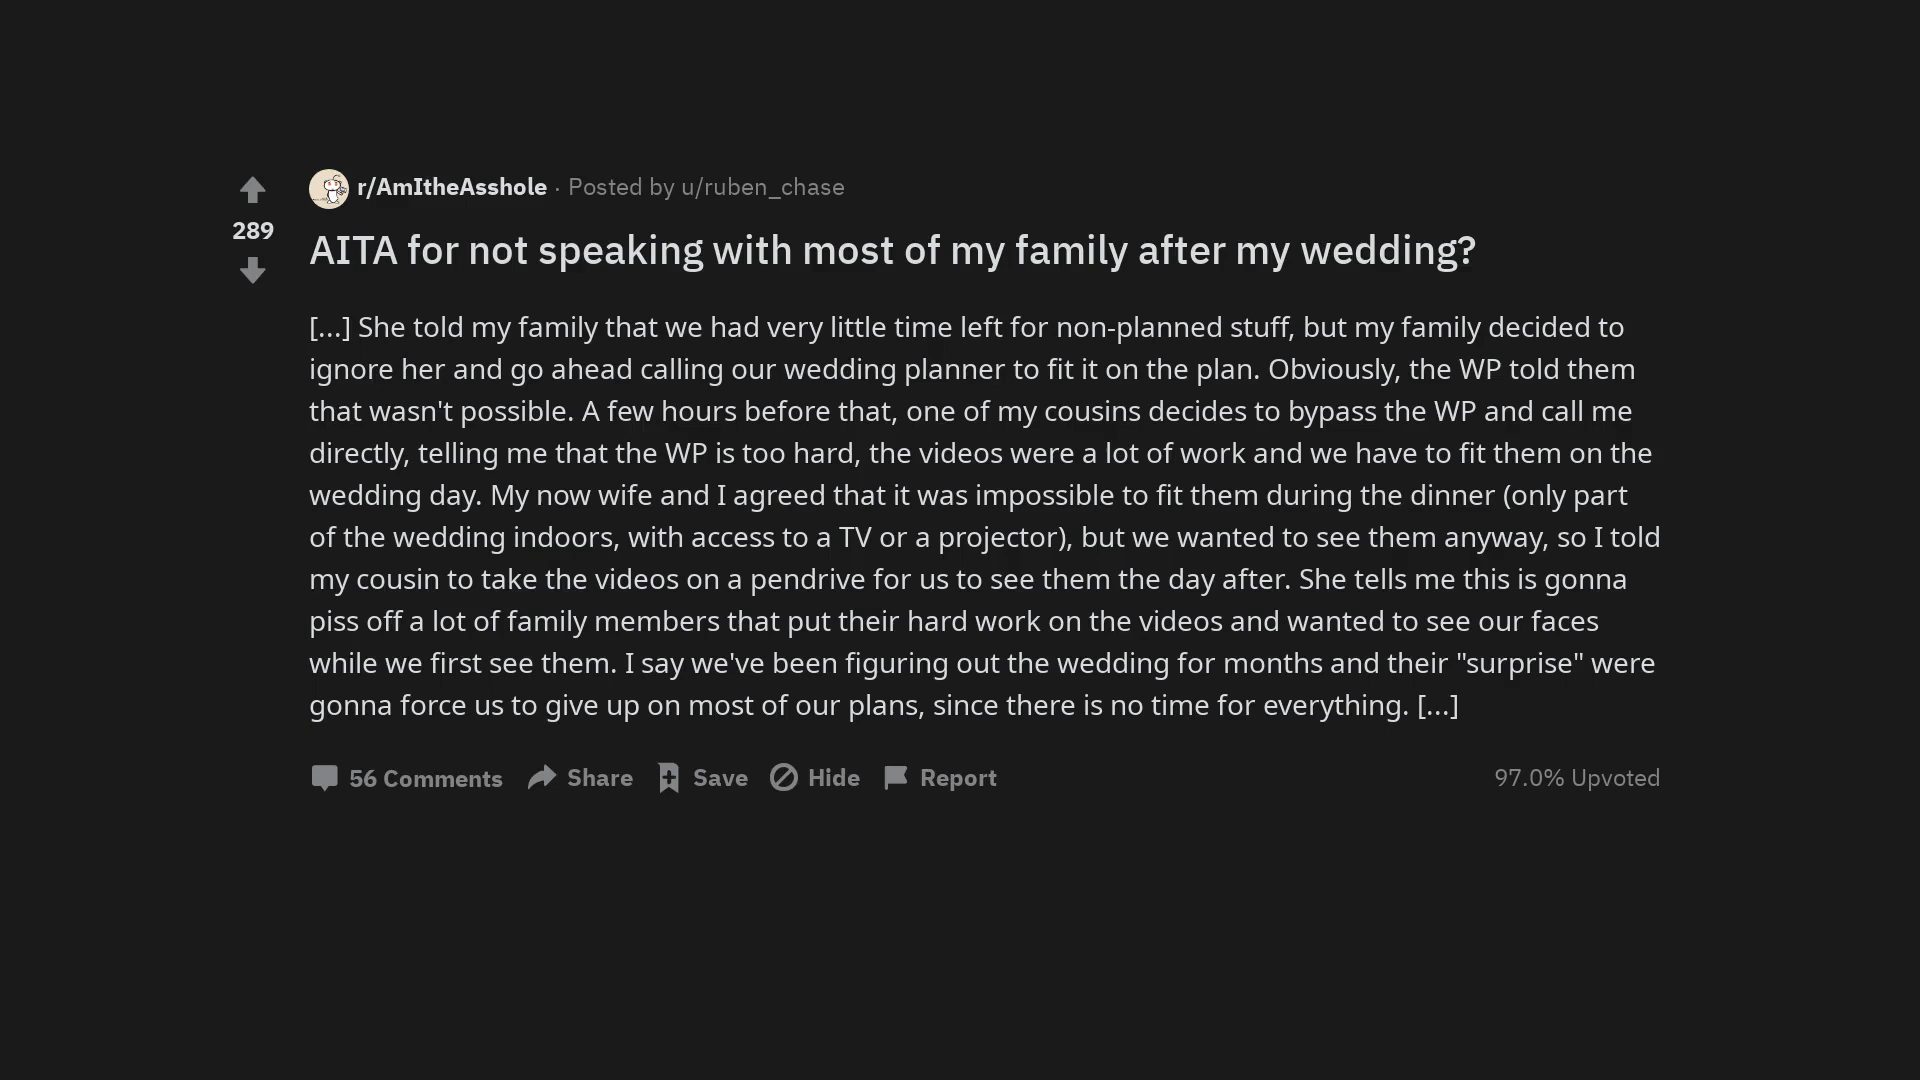 r/AmItheAsshole · Posted by u/ruben_chase
289
AITA for not speaking with most of my family after my wedding?
[...] She told my family that we had very little time left for non-planned stuff, but my family decided to
ignore her and go ahead calling our wedding planner to fit it on the plan. Obviously, the WP told them
that wasn't possible. A few hours before that, one of my cousins decides to bypass the WP and call me
directly, telling me that the WP is too hard, the videos were a lot of work and we have to fit them on the
wedding day. My now wife and I agreed that it was impossible to fit them during the dinner (only part
of the wedding indoors, with access to a TV or a projector), but we wanted to see them anyway, so I told
my cousin to take the videos on a pendrive for us to see them the day after. She tells me this is gonna
piss off a lot of family members that put their hard work on the videos and wanted to see our faces
while we first see them. I say we've been figuring out the wedding for months and their "surprise" were
gonna force us to give up on most of our plans, since there is no time for everything. [...]
56 Comments Share Save Hide Report 97.0% Upvoted